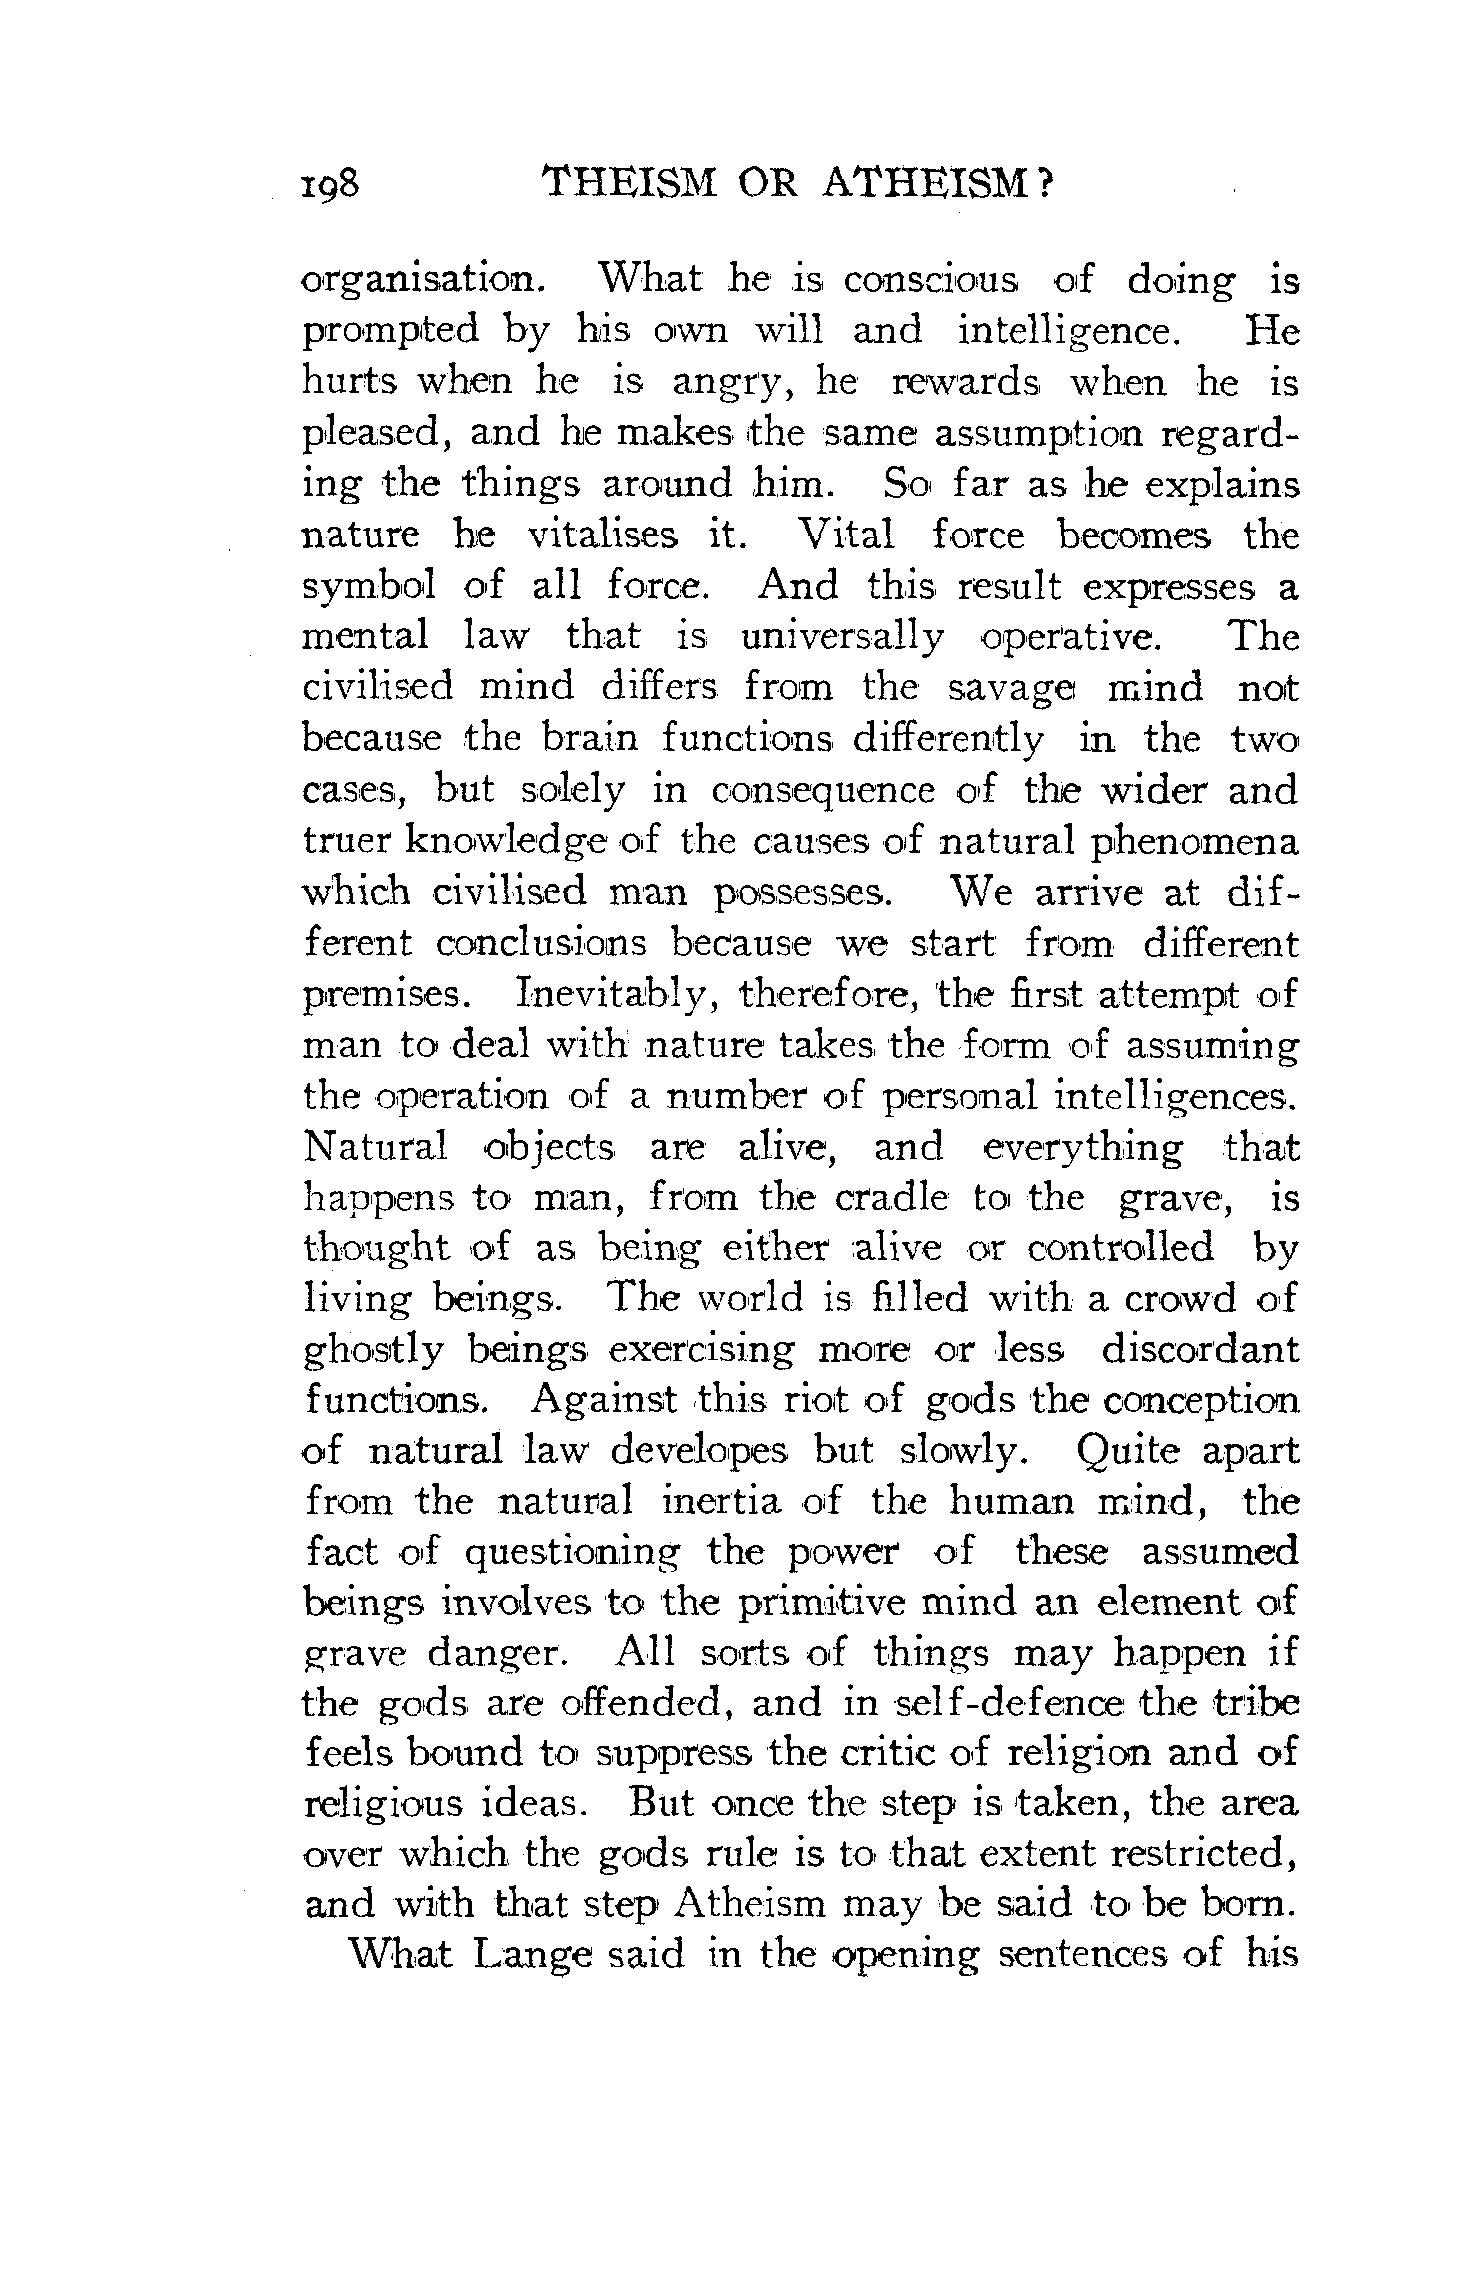 198 THEISM OR ATHEISM?
organisation. What he is conscious of doing is
prompted by his own will and intelligence. He
hurts when he is angry, he rewards when he is
pleased, and he makes the same assumption regard-
ing the things around him. So far as he explains
nature he vitalises it. Vital force becomes the
symbol of all force. And this result expresses a
mental law that is universally operative. The
civilised mind differs from the savage mind not
because the brain functions differently in the two
cases, but solely in consequence of the wider and
truer knowledge of the causes of natural phenomena
which civilised man possesses. We arrive at dif-
ferent conclusions because we start from different
premises. Inevitably, therefore, the first attempt of
man to deal with nature takes the form of assuming
the operation of a number of personal intelligences.
Natural objects are alive, and everything that
happens to man, from the cradle to the grave, is
thought of as being either alive or controlled by
living beings. The world is filled with a crowd of
ghostly beings exercising more or less discordant
functions. Against this riot of gods the conception
of natural law developes but slowly. Quite apart
from the natural inertia of the human mind, the
fact of questioning the power of these assumed
beings involves to the primitive mind an element of
grave danger. All sorts of things may happen if
the gods are offended, and in self-defence the tribe
feels bound to suppress the critic of religion and of
religious ideas. But once the step is taken, the area
over which the gods rule is to that extent restricted,
and with that step Atheism may be said to be born.
What Lange said in the opening sentences of his